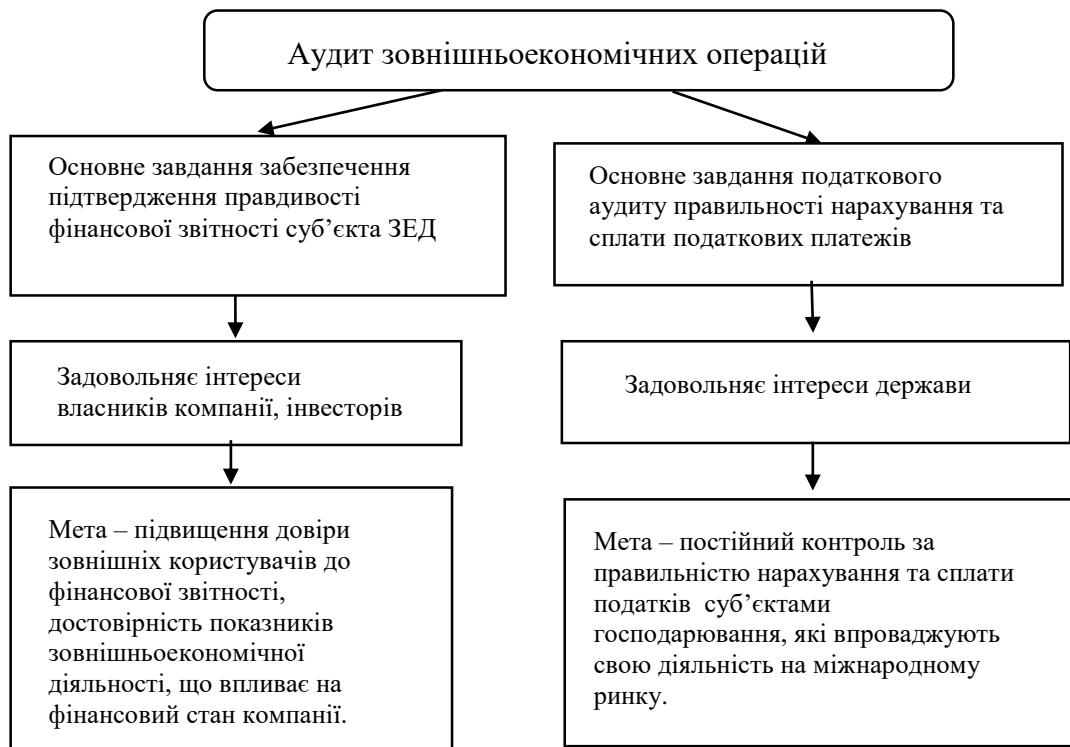 Аудит зовнішньоекономічних операцій
Основне завдання забезпечення
підтвердження правдивості
фінансової звітності суб’єкта ЗЕД
Задовольняє інтереси
власників компанії, інвесторів
Мета – підвищення довіри
зовнішніх користувачів до
фінансової звітності,
достовірність показників
зовнішньоекономічної
діяльності, що впливає на
фінансовий стан компанії.
Основне завдання податкового
аудиту правильності нарахування та
сплати податкових платежів
Задовольняє інтереси держави
Мета – постійний контроль за
правильністю нарахування та сплати
податків суб’єктами
господарювання, які впроваджують
свою діяльність на міжнародному
ринку.